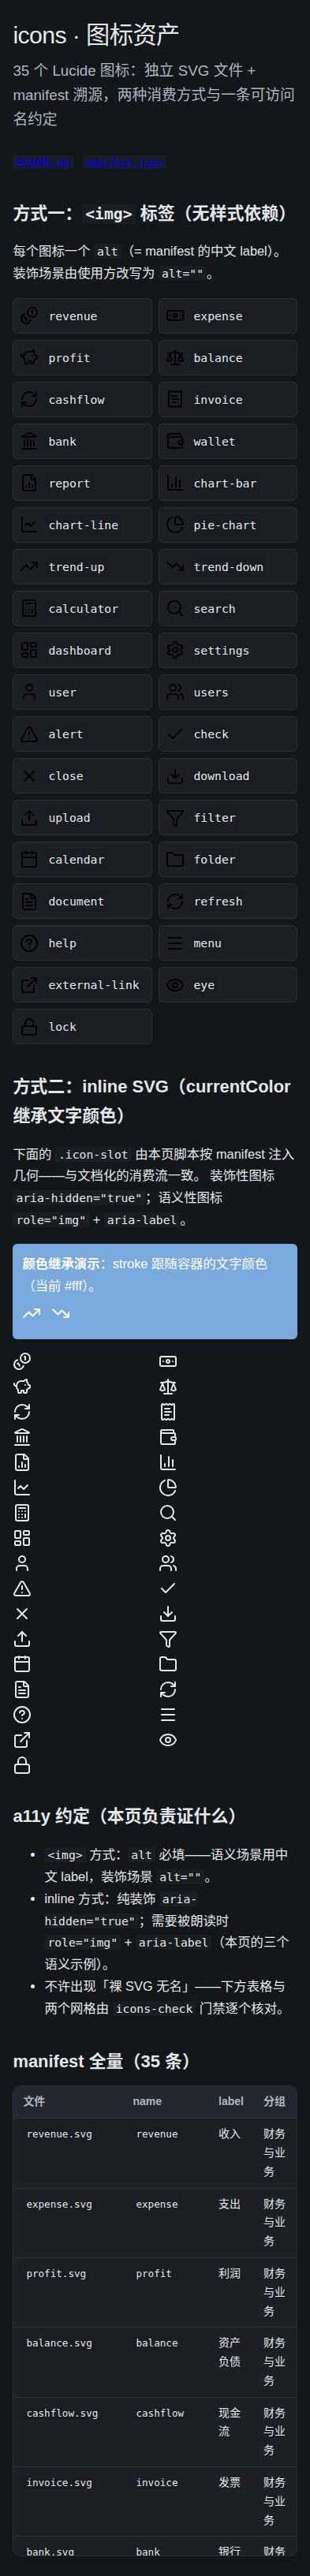 icons · 图标资产
35 个 Lucide 图标：独立 SVG 文件 +
manifest 溯源，两种消费方式与一条可访问
名约定
README.md manifest.json
方式一：<img> 标签（无样式依赖）
每个图标一个 alt（= manifest 的中文 label）。
装饰场景由使用方改写为 alt=""。
revenue expense
profit balance
cashflow invoice
bank wallet
report chart-bar
chart-line pie-chart
trend-up trend-down
calculator search
dashboard settings
user users
alert check
close download
upload filter
calendar folder
document refresh
help menu
external-link eye
lock
方式二：inline SVG（currentColor
继承文字颜色）
下面的 .icon-slot 由本页脚本按 manifest 注入
几何——与文档化的消费流一致。 装饰性图标
aria-hidden="true"；语义性图标
role="img" + aria-label。
颜色继承演示：stroke 跟随容器的文字颜色
（当前 #fff）。
a11y 约定（本页负责证什么）
<img> 方式：alt 必填——语义场景用中
文 label，装饰场景 alt=""。
inline 方式：纯装饰 aria-
hidden="true"；需要被朗读时
role="img" + aria-label（本页的三个
语义示例）。
不许出现「裸 SVG 无名」——下方表格与
两个网格由 icons-check 门禁逐个核对。
manifest 全量（35 条）
文件 name label 分组
revenue.svg revenue 收入 财务
与业
务
expense.svg expense 支出 财务
与业
务
profit.svg profit 利润 财务
与业
务
balance.svg balance 资产 财务
负债 与业
务
cashflow.svg cashflow 现金 财务
流 与业
务
invoice.svg invoice 发票 财务
与业
务
bank.svg bank 银行 财务